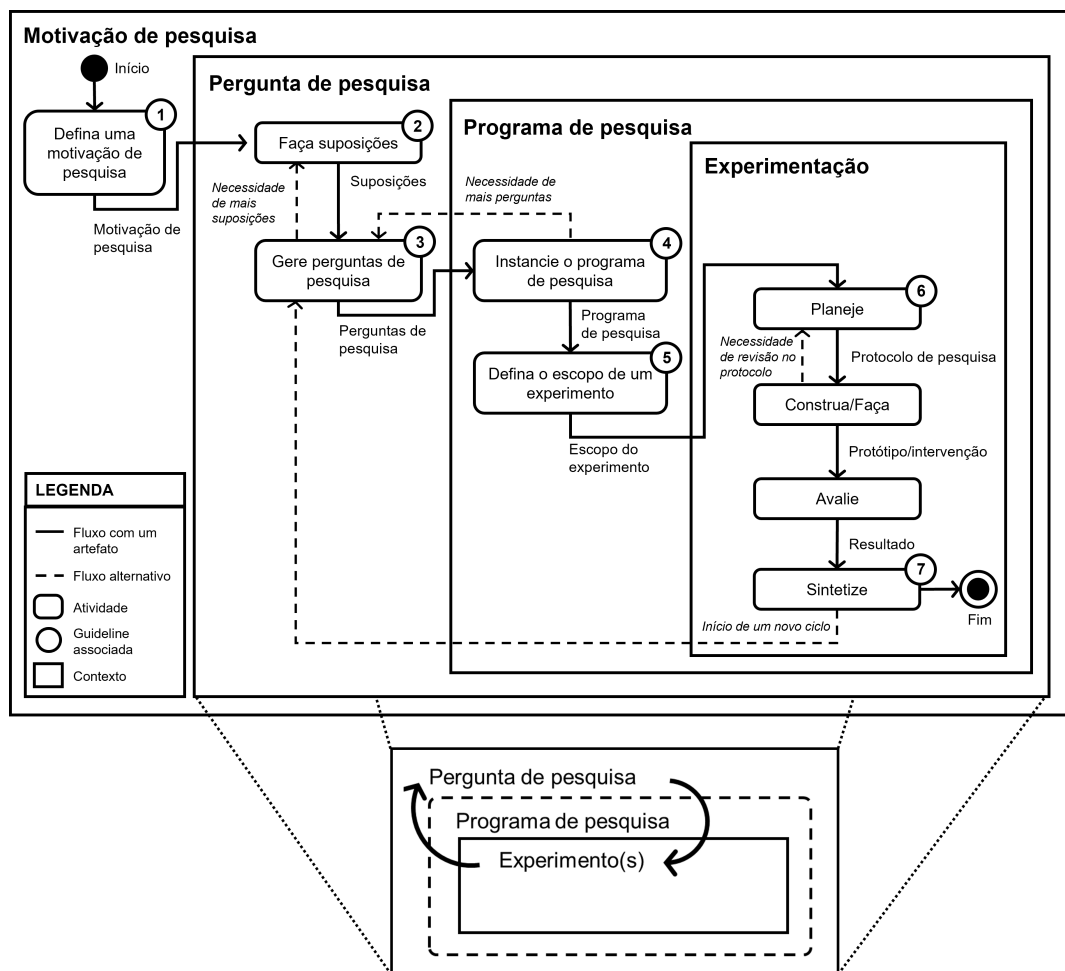 Motivação de pesquisa
Início
1
Defina uma
motivação de
pesquisa
Motivação de
pesquisa
Pergunta de pesquisa
2
Faça suposições
Necessidade
de mais
suposições
Suposições
3
Gere perguntas de
pesquisa
Perguntas de
pesquisa
Programa de pesquisa
Necessidade de
mais perguntas
4
Instancie o programa
de pesquisa
Programa
de pesquisa
5
Defina o escopo de um
experimento
Escopo do
experimento
Experimentação
6
Planeje
Necessidade
de revisão no
protocolo
Protocolo de pesquisa
Construa/Faça
Protótipo/intervenção
Avalie
Resultado
7
Sintetize
Fim
Início de um novo ciclo
LEGENDA
Fluxo com um
artefato
Fluxo alternativo
Atividade
Guideline
associada
Contexto
Pergunta de pesquisa
Programa de pesquisa
Experimento(s)